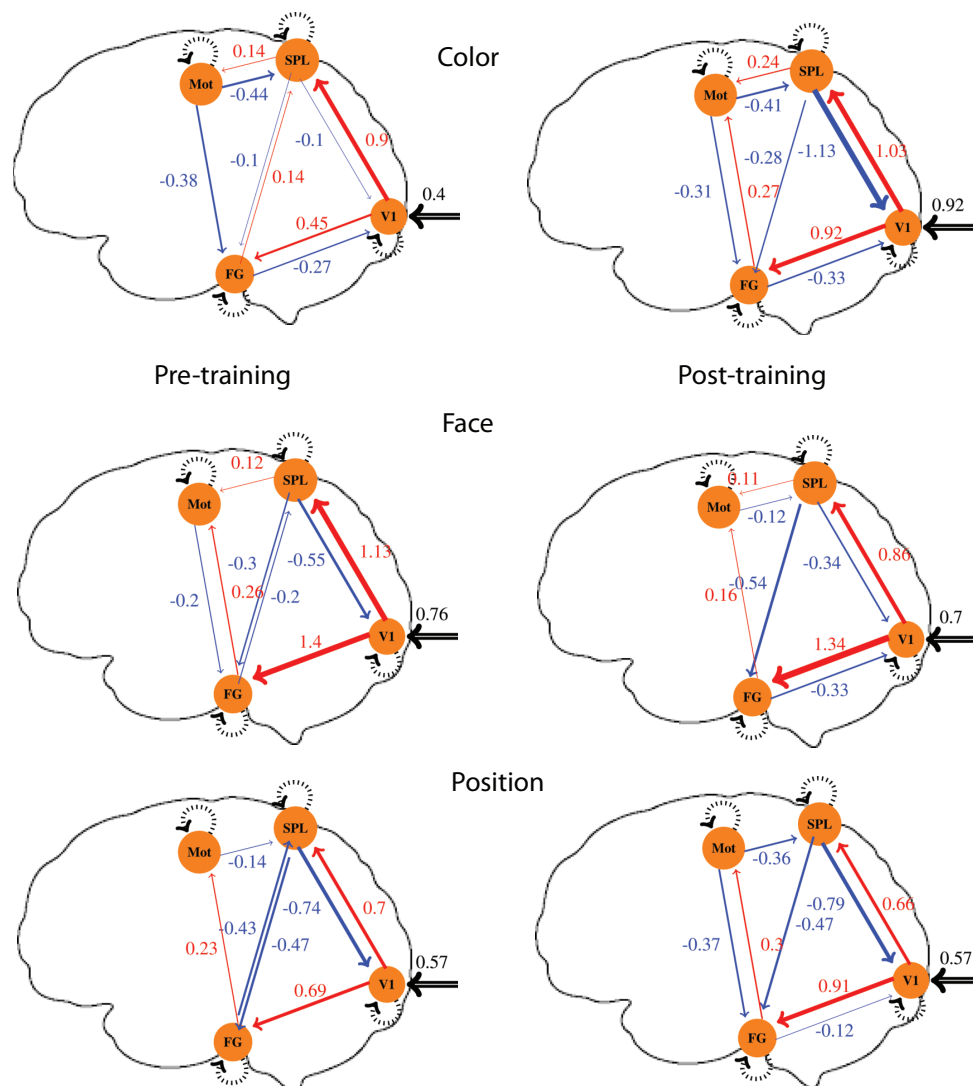 Color
0.14
SPL
Mot
-0.44
-0.1
-0.1
0.9
-0.38
0.14
0.4
0.45
V1
-0.27
FG
0.24
SPL
Mot
-0.41
-0.28
-1.13
1.03
-0.31
0.27
0.92
0.92
V1
-0.33
FG
Pre-training
Post-training
Face
0.12
SPL
Mot
-0.3
-0.55
1.13
-0.2
0.26
-0.2
0.76
1.4
V1
FG
0.11
SPL
Mot
-0.12
-0.54
-0.34
0.86
0.16
0.7
1.34
V1
-0.33
FG
Position
SPL
Mot
-0.14
-0.43
-0.74
0.7
0.23
-0.47
0.57
0.69
V1
FG
SPL
Mot
-0.36
-0.79
0.66
-0.37
0.3
-0.47
0.57
0.91
V1
-0.12
FG